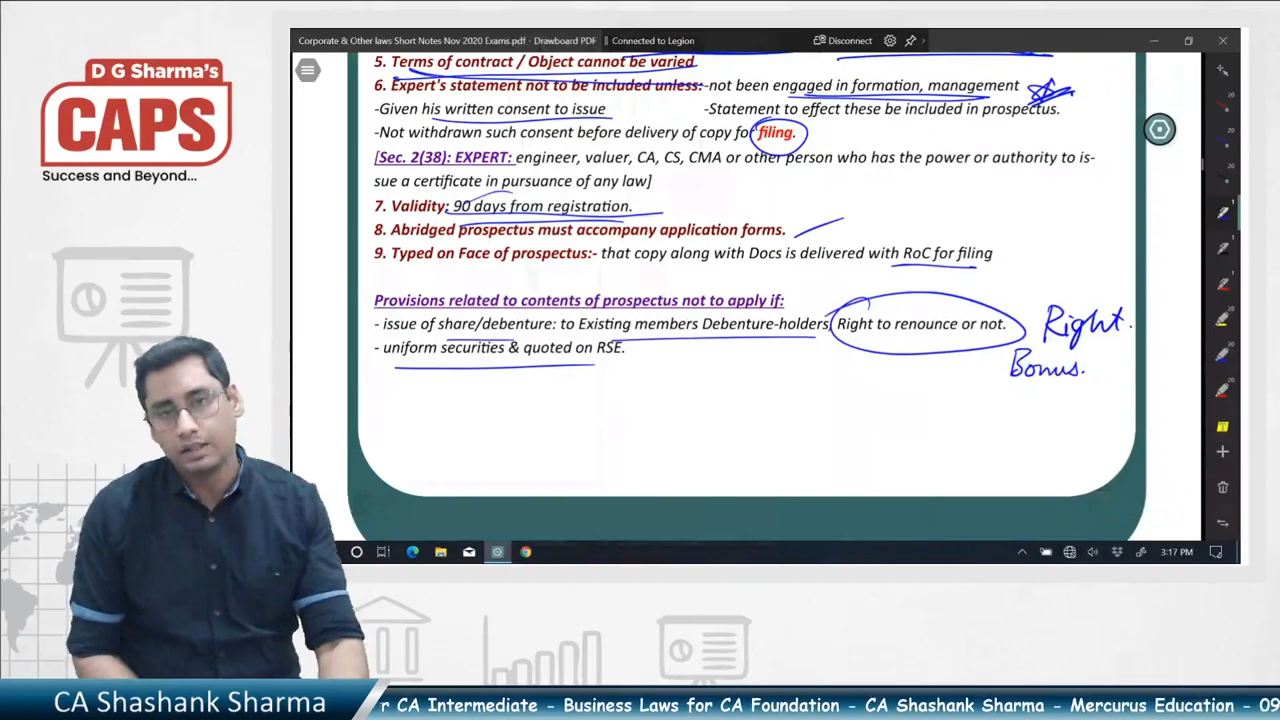 D G Sharma's
CAPS
Success and Beyond...
Corporate & Other laws Short Notes Nov 2020 Exams.pdf - Drawboard PDF || Connected to Legion
Disconnect
5. Terms of contract / Object cannot be varied
6. Expert's statement not to be included unless:-not been engaged in formation, management
-Given his written consent to issue -Statement to effect these be included in prospectus.
-Not withdrawn such consent before delivery of copy for filing.
[Sec. 2(38): EXPERT: engineer, valuer, CA, CS, CMA or other person who has the power or authority to is-
sue a certificate in pursuance of any law]
7. Validity: 90 days from registration.
8. Abridged prospectus must accompany application forms.
9. Typed on Face of prospectus:- that copy along with Docs is delivered with RoC for filing
Provisions related to contents of prospectus not to apply if:
- issue of share/debenture: to Existing members Debenture-holders, Right to renounce or not.
Right.
- uniform securities & quoted on RSE.
Bonus.
3:17 PM
CA Shashank Sharma
r CA Intermediate - Business Laws for CA Foundation - CA Shashank Sharma - Mercurus Education - 09